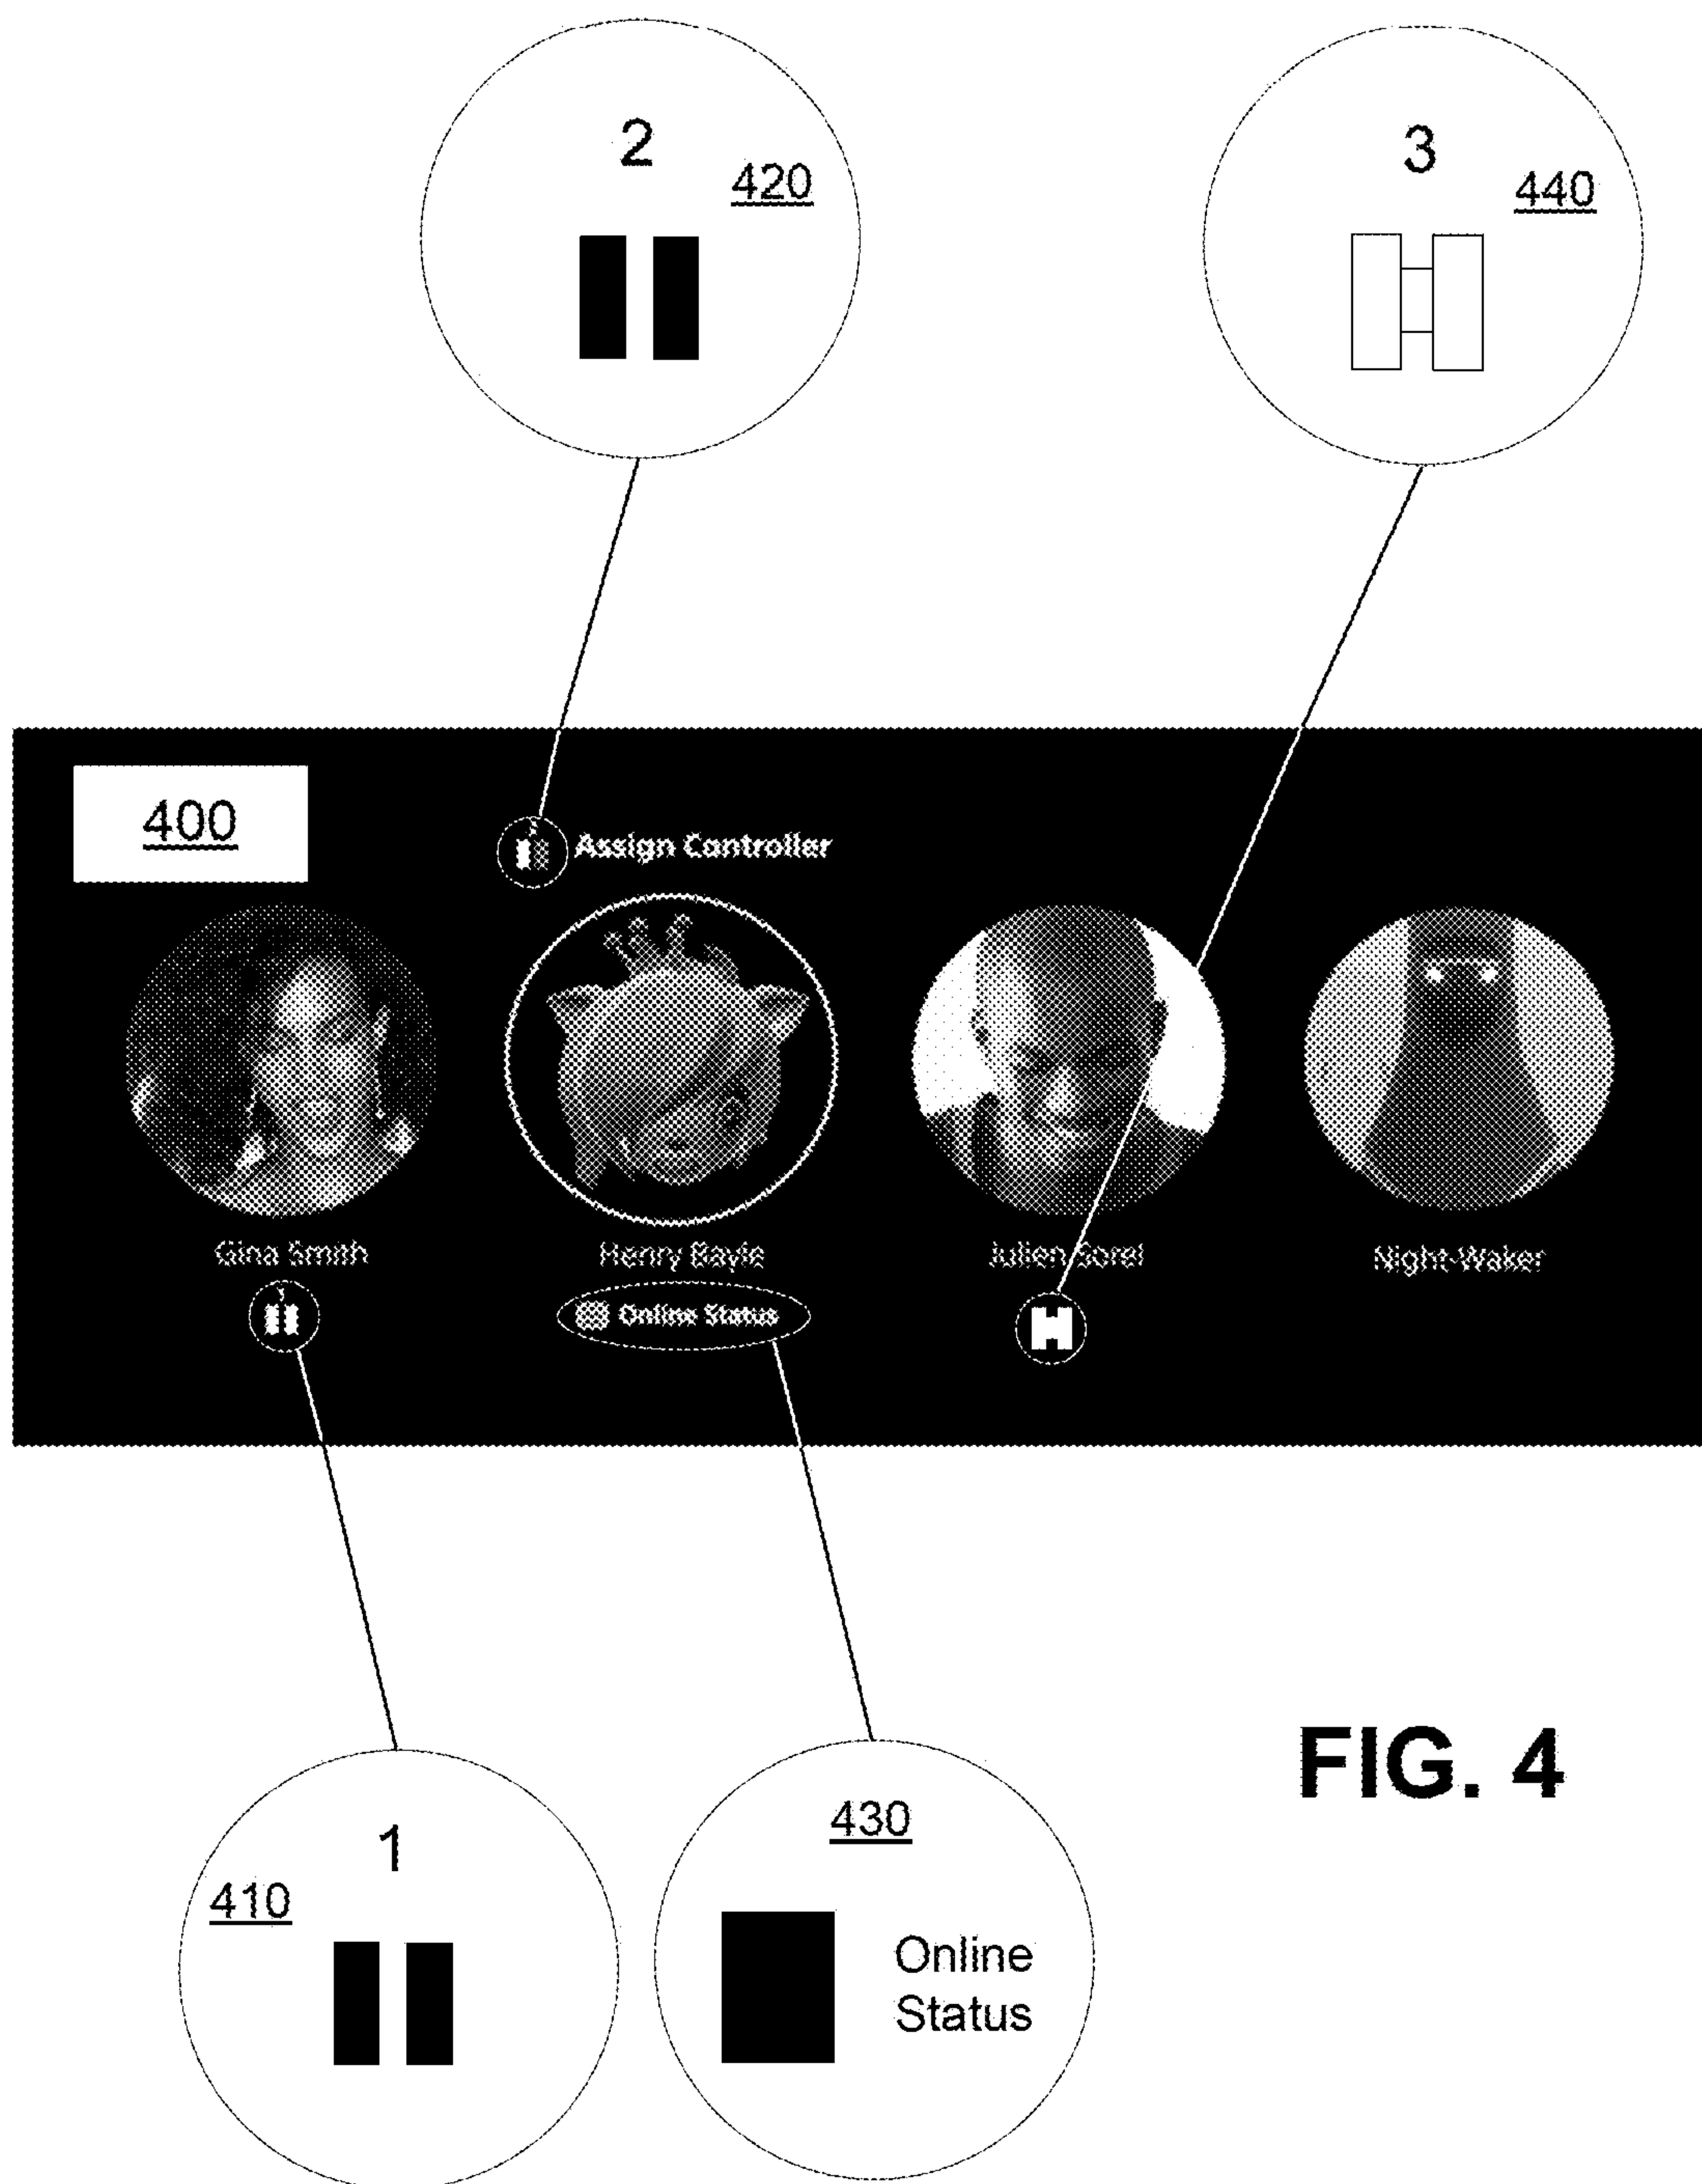 2
420
3
440
400
Assign Controller
Gina Smith
Henry Bayle
Julien Sorel
Night-Waker
Online Status
1
410
430
Online
Status
FIG. 4